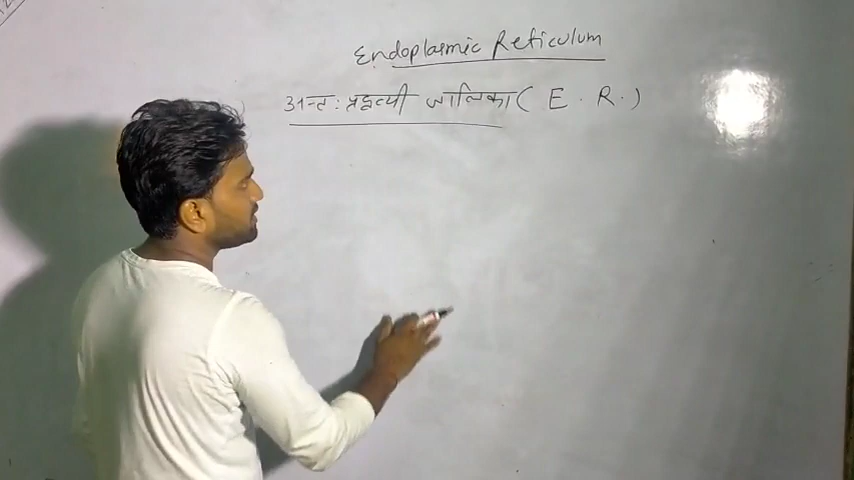 Endoplasmic Reticulum
अन्तः प्रद्रव्यी जालिका ( E . R . )